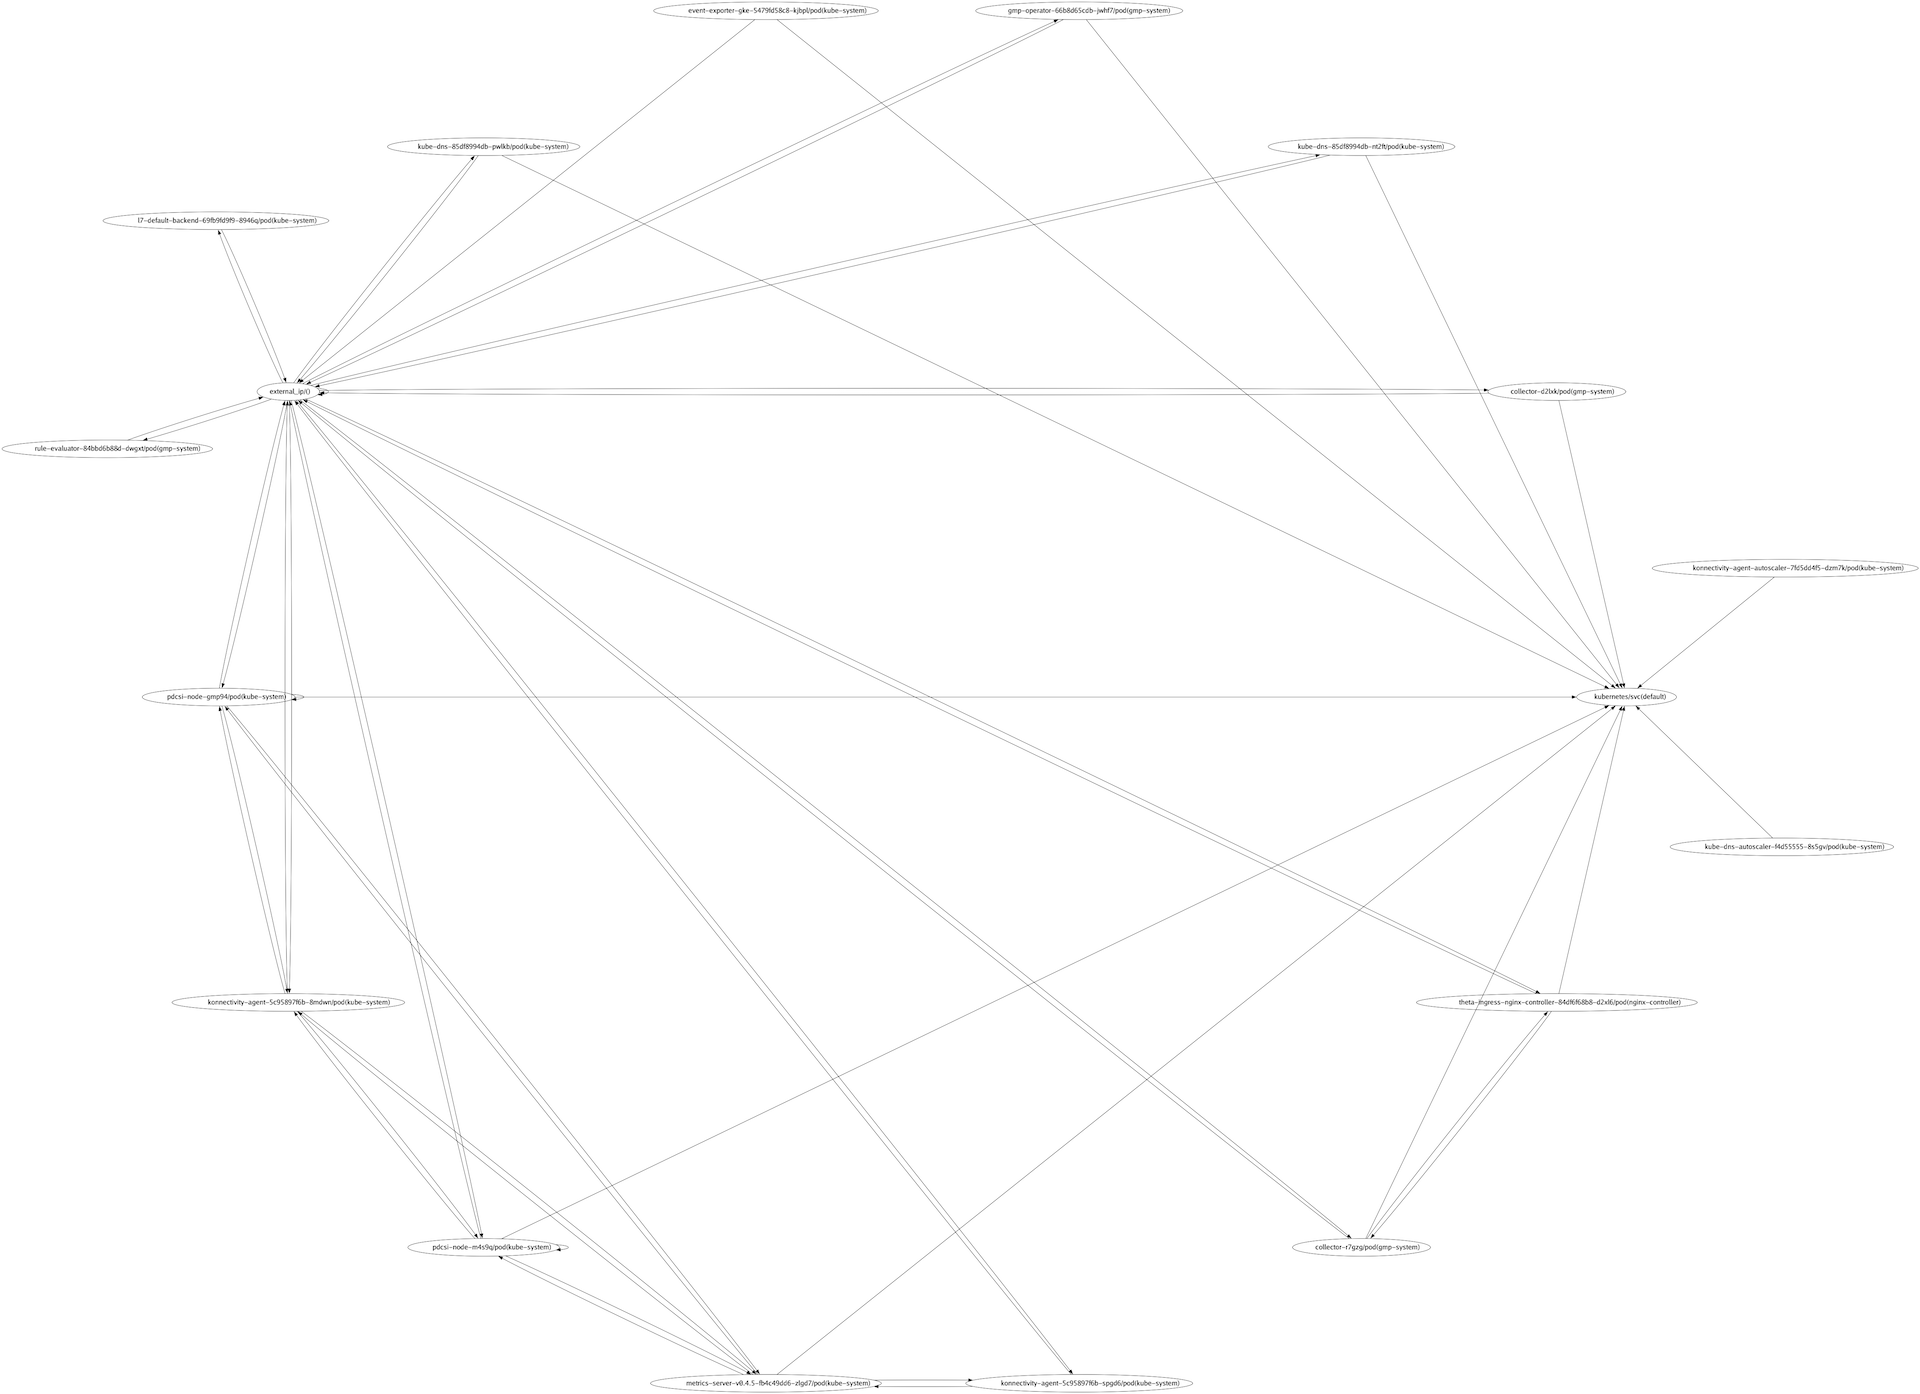 event-exporter-gke-5479fd58c8-kjbpl/pod(kube-system)
gmp-operator-66b8d65cdb-jwhf7/pod(gmp-system)
kube-dns-85df8994db-pwlkb/pod(kube-system)
kube-dns-85df8994db-nt2ft/pod(kube-system)
l7-default-backend-69fb9fd9f9-8946q/pod(kube-system)
external_ip/()
collector-d2lxk/pod(gmp-system)
rule-evaluator-84bbd6b88d-dwgxt/pod(gmp-system)
konnectivity-agent-autoscaler-7fd5dd4f5-dzm7k/pod(kube-system)
pdcsi-node-gmp94/pod(kube-system)
kubernetes/svc(default)
kube-dns-autoscaler-f4d55555-8s5gv/pod(kube-system)
konnectivity-agent-5c95897f6b-8mdwn/pod(kube-system)
theta-ingress-nginx-controller-84df6f68b8-d2xl6/pod(nginx-controller)
pdcsi-node-m4s9q/pod(kube-system)
collector-r7gzg/pod(gmp-system)
metrics-server-v0.4.5-fb4c49dd6-zlgd7/pod(kube-system)
konnectivity-agent-5c95897f6b-spgd6/pod(kube-system)